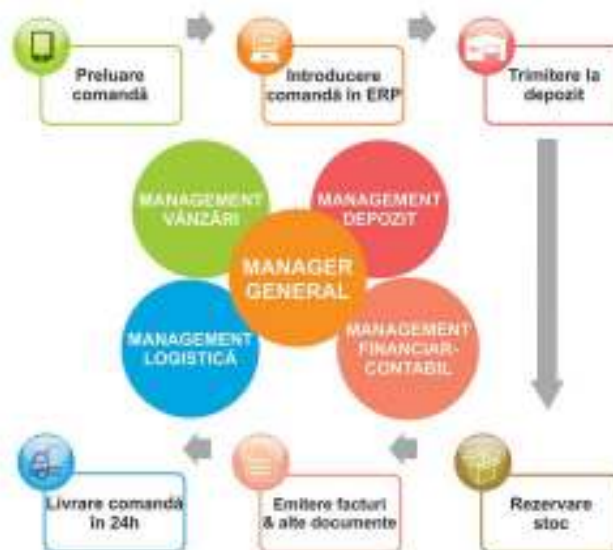 Preluare
comandă
Introducere
comandă în ERP
Trimitere la
depozit
MANAGEMENT
VÂNZĂRI
MANAGEMENT
DEPOZIT
MANAGER
GENERAL
MANAGEMENT
LOGISTICĂ
MANAGEMENT
FINANCIAR-
CONTABIL
Livrare comandă
în 24h
Emitere facturi
& alte documente
Rezervare
stoc